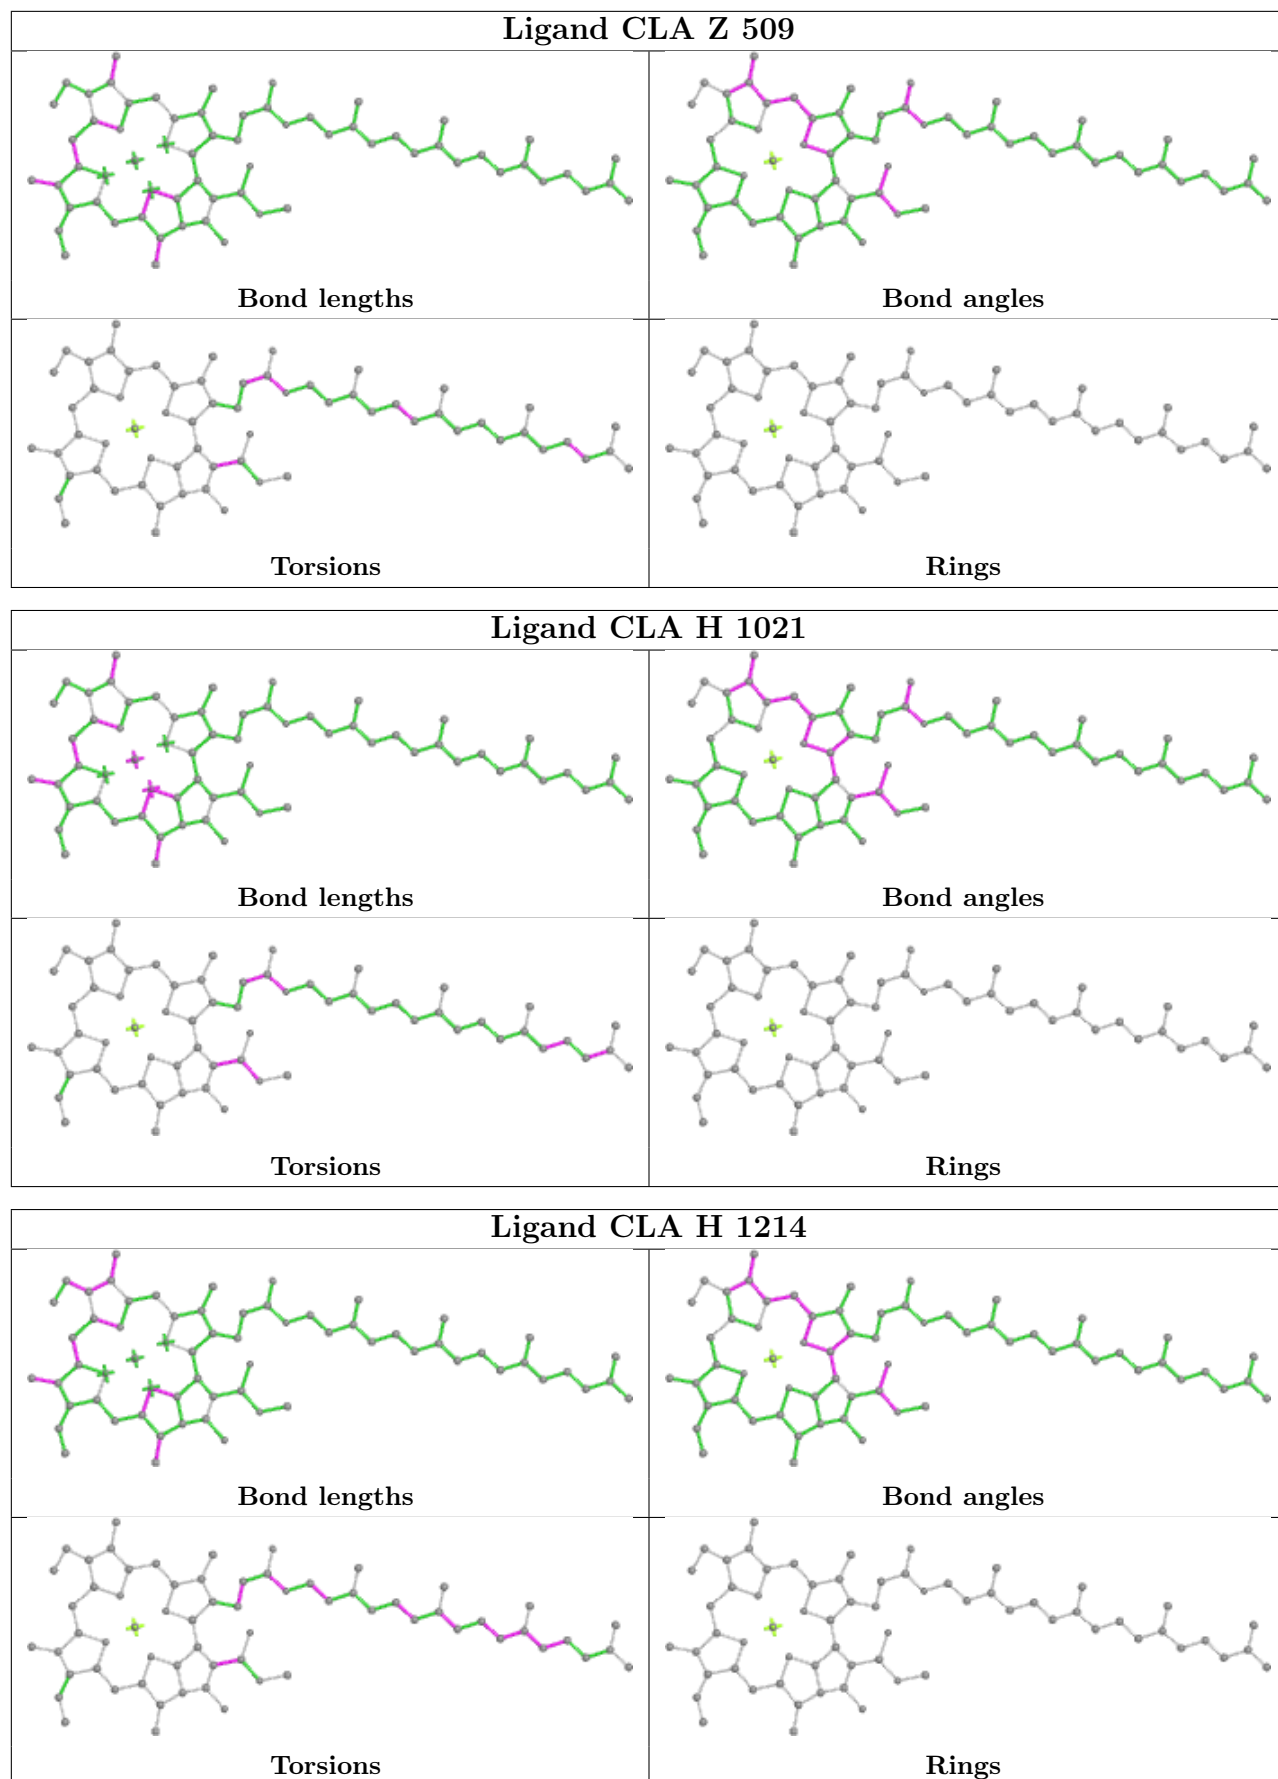 Ligand CLA Z 509
Bond lengths
Bond angles
Torsions
Rings
Ligand CLA H 1021
Bond lengths
Bond angles
Torsions
Rings
Ligand CLA H 1214
Bond lengths
Bond angles
Torsions
Rings